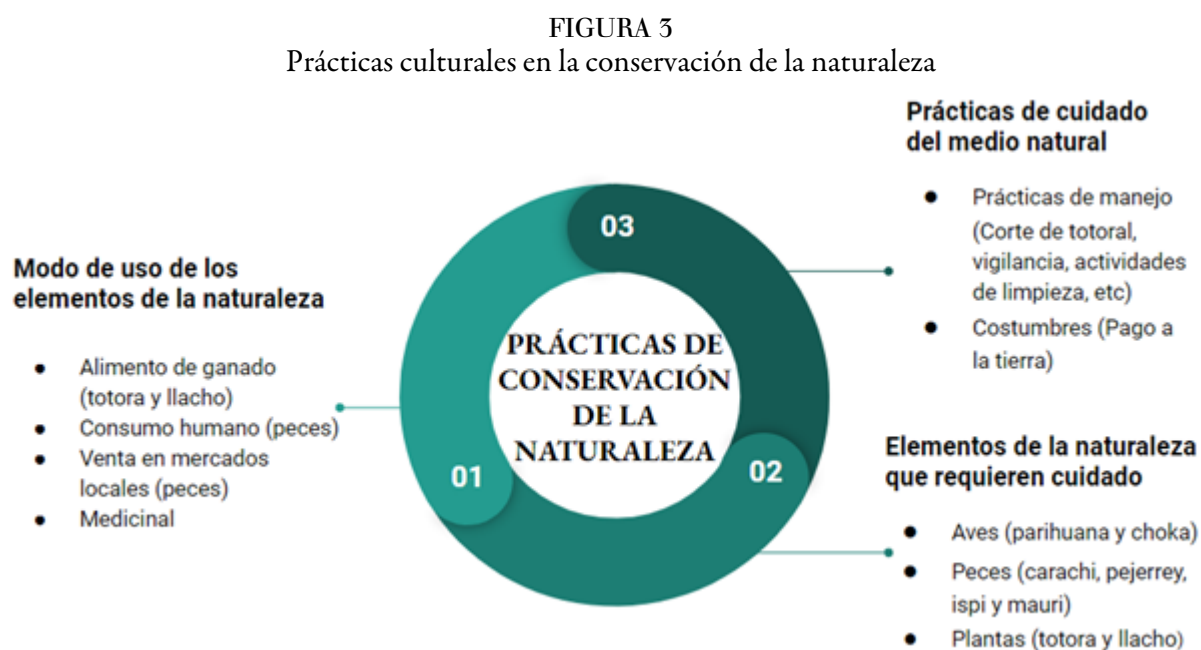 FIGURA 3
Prácticas culturales en la conservación de la naturaleza
Modo de uso de los
elementos de la naturaleza
● Alimento de ganado
(totora y llacho)
● Consumo humano (peces)
● Venta en mercados
locales (peces)
● Medicinal
01
PRÁCTICAS DE
CONSERVACIÓN
DE LA
NATURALEZA
03
02
Prácticas de cuidado
del medio natural
● Prácticas de manejo
(Corte de totoral,
vigilancia, actividades
de limpieza, etc)
● Costumbres (Pago a
la tierra)
Elementos de la naturaleza
que requieren cuidado
● Aves (parihuana y choka)
● Peces (carachi, pejerrey,
ispi y mauri)
● Plantas (totora y llacho)